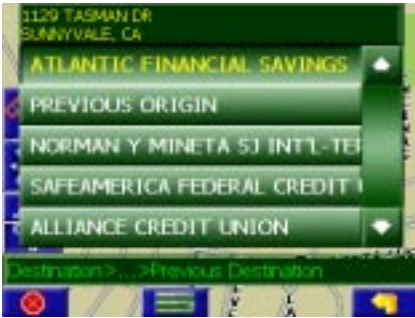 1129 TASMAN DR
SUNNYVALE, CA
ATLANTIC FINANCIAL SAVINGS
PREVIOUS ORIGIN
NORMAN Y MINETA SJ INT'L-TER
SAFEAMERICA FEDERAL CREDIT U
ALLIANCE CREDIT UNION
Destination>...>Previous Destination